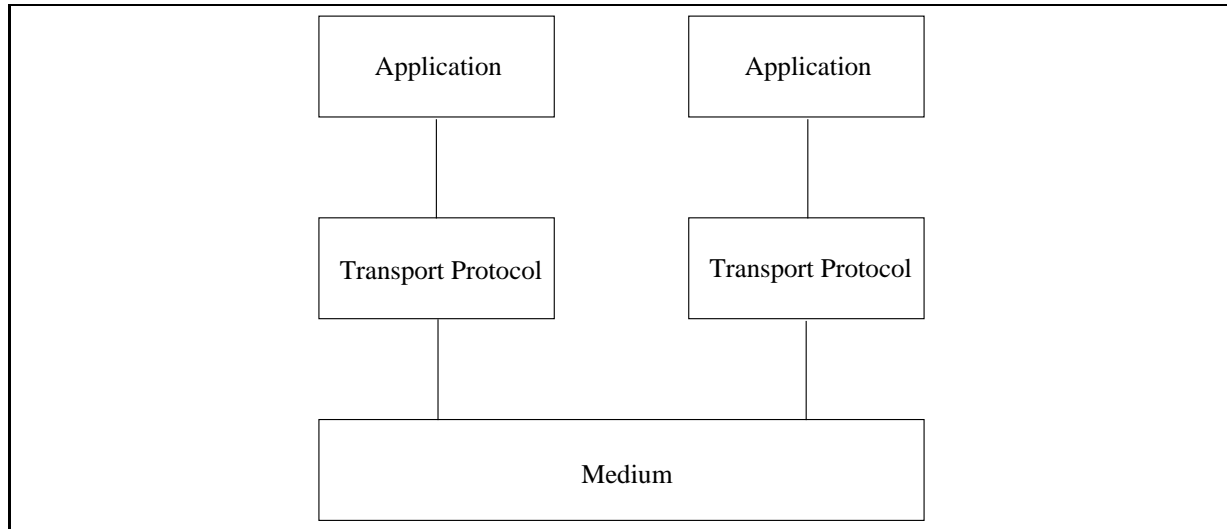 Application
Application
Transport Protocol
Transport Protocol
Medium